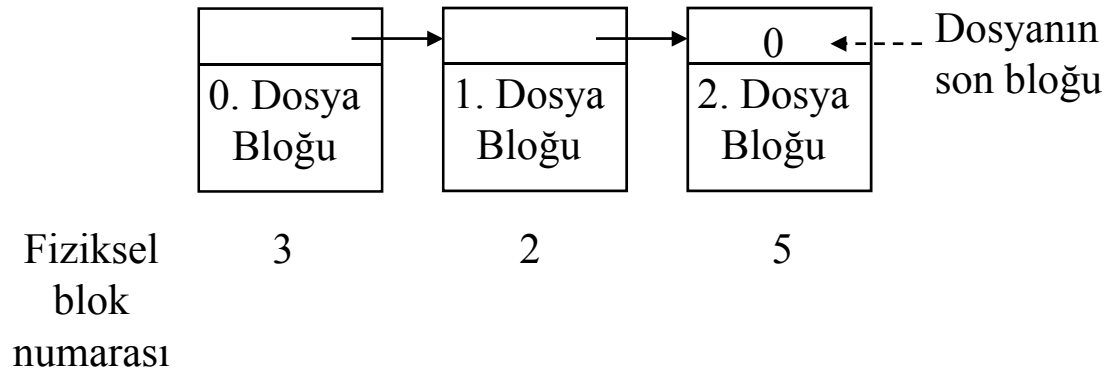 0
Dosyanın
son bloğu
0. Dosya
Bloğu
1. Dosya
Bloğu
2. Dosya
Bloğu
Fiziksel
blok
numarası
3
2
5